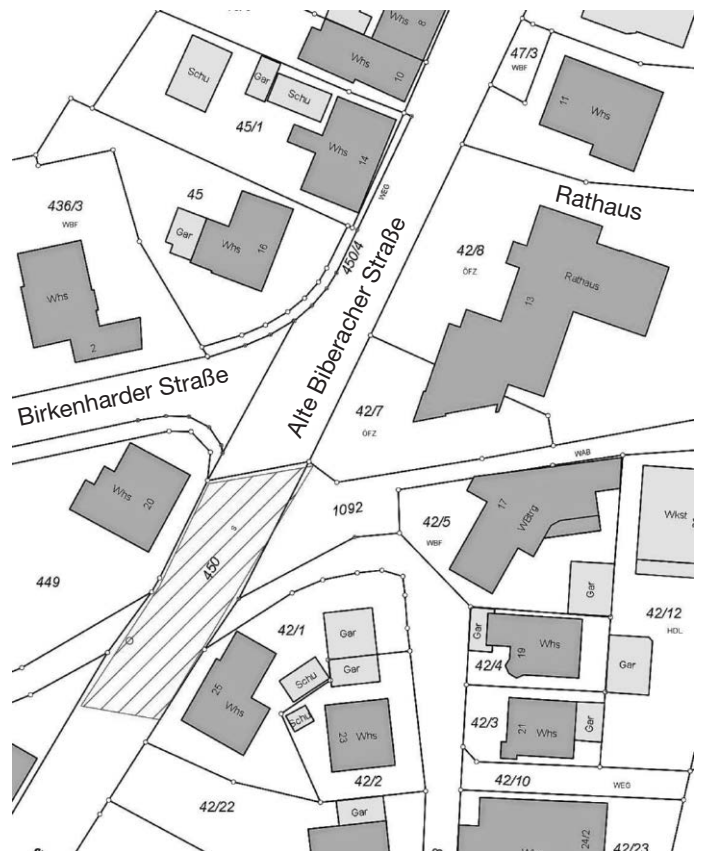 8
Whs
10
47/3
WBF
Schu
Gar
Schu
11
Whs
45/1
Whs
14
WEG
45
436/3
WBF
Gar
Whs
16
450/4
Rathaus
42/8
ÖFZ
Rathaus
13
Whs
2
Alte Biberacher Straße
Birkenharder Straße
42/7
ÖFZ
WAB
Whs
20
1092
42/5
WBF
17
Wkst
449
450
Gar
42/12
HDL
42/1
Gar
Gar
Schu
Gar
Whs
19
42/4
Gar
25
Whs
Schu
23
Whs
42/3
21
Whs
Gar
42/2
42/10
WEG
42/22
Gar
24/2
42/23